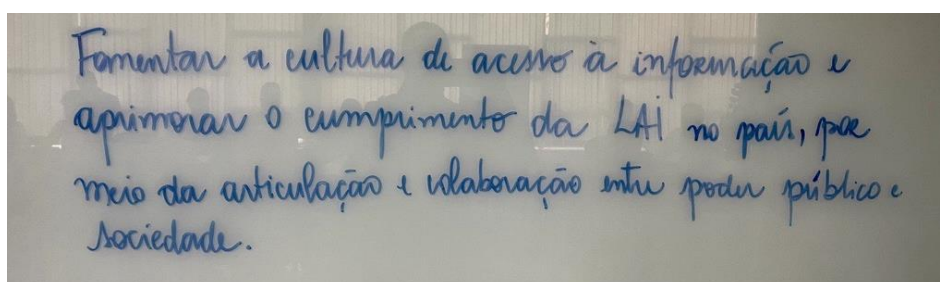 Fomentar a cultura de acesso à informação e
aprimorar o cumprimento da LAI no país, por
meio da articulação e colaboração entre poder público e
sociedade.